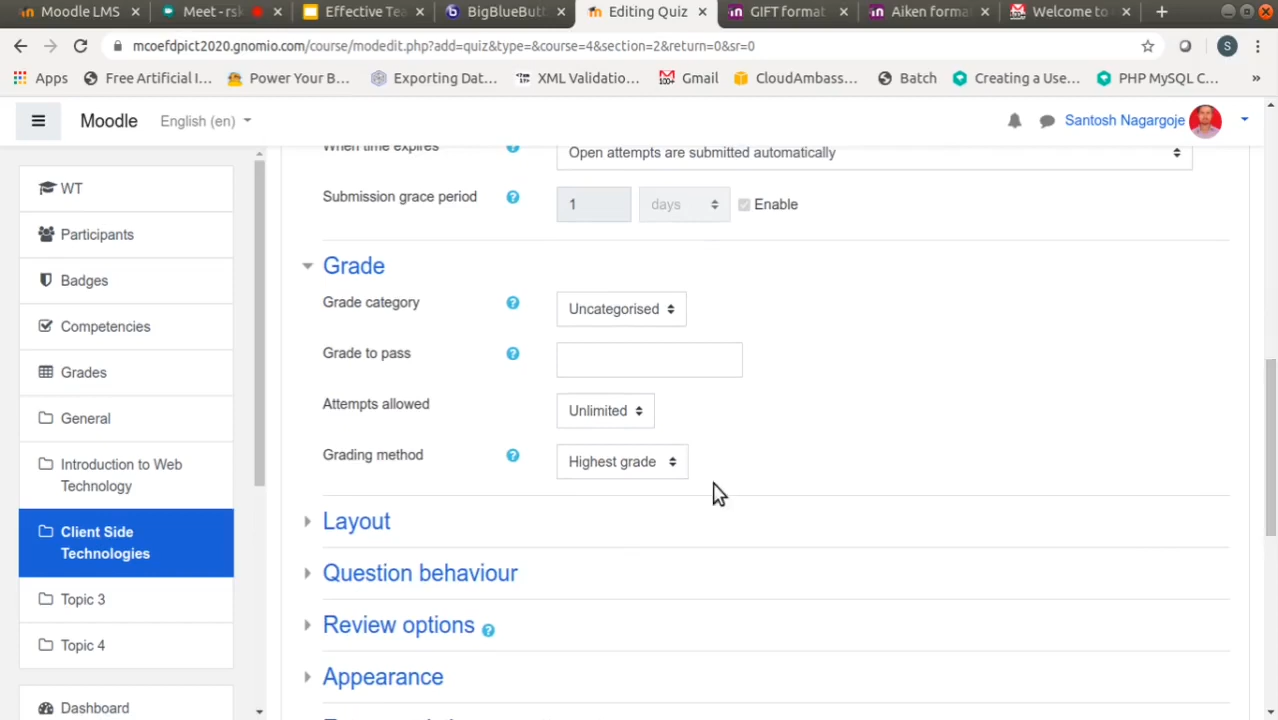 Moodle LMS
Meet - rsk
Effective Tea
BigBlueButt
Editing Quiz
GIFT format
Aiken forma
Welcome to
mcoefdpict2020.gnomio.com/course/modedit.php?add=quiz&type=&course=4&section=2&return=0&sr=0
S
Apps
Free Artificial I...
Power Your B...
Exporting Dat...
XML Validatio...
Gmail
CloudAmbass...
Batch
Creating a Use...
PHP MySQL C...
»
Moodle
English (en)
Santosh Nagargoje
WT
Participants
Badges
Competencies
Grades
General
Introduction to Web
Technology
Client Side
Technologies
Topic 3
Topic 4
Dashboard
When time expires
Open attempts are submitted automatically
Submission grace period
1
days
Enable
Grade
Grade category
Uncategorised
Grade to pass
Attempts allowed
Unlimited
Grading method
Highest grade
Layout
Question behaviour
Review options
Appearance